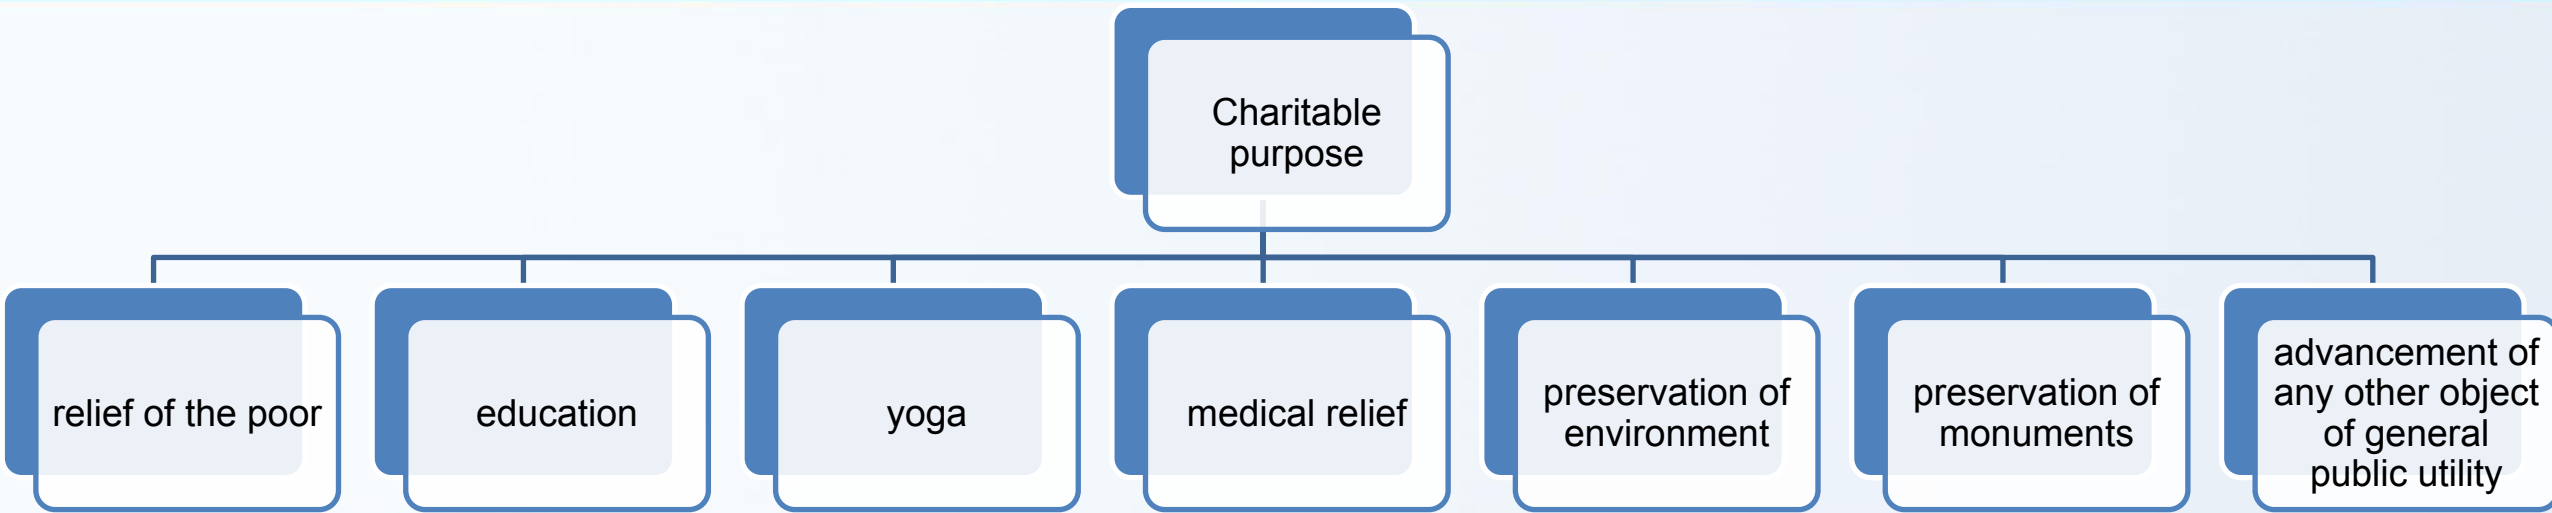 Charitable
purpose
relief of the poor
education
yoga
medical relief
preservation of
environment
preservation of
monuments
advancement of
any other object
of general
public utility